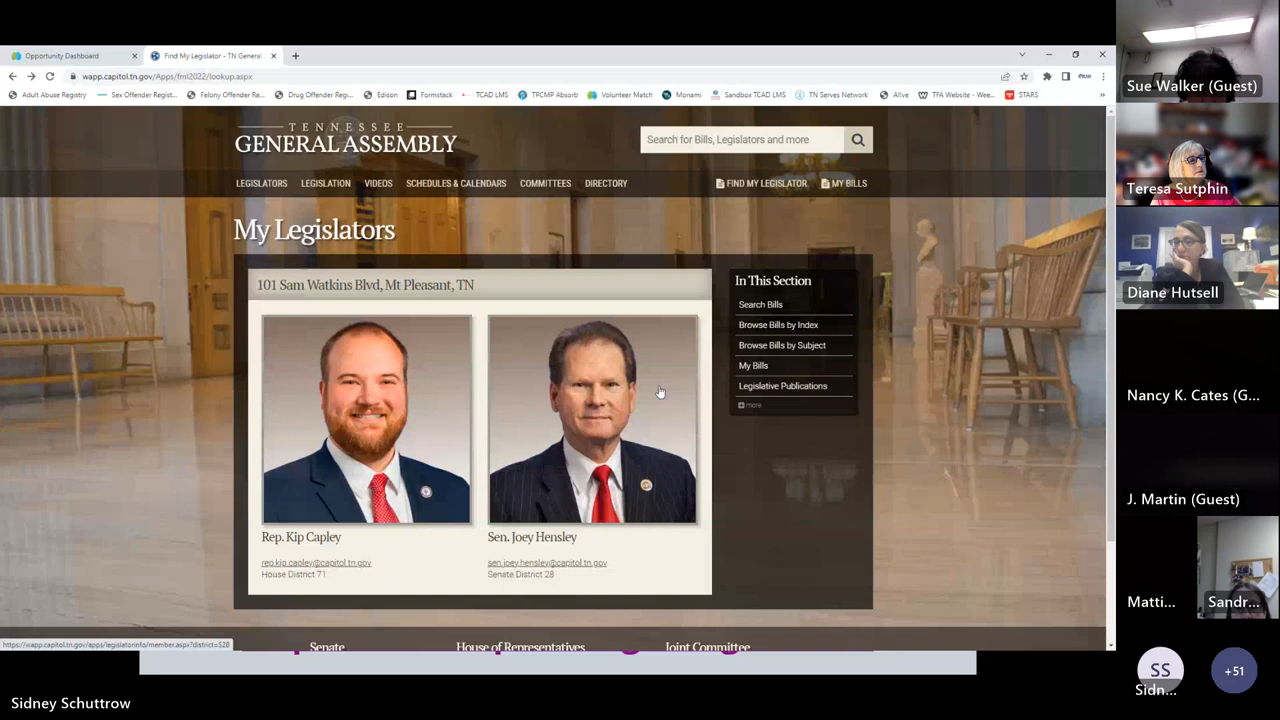 Opportunity Dashboard
Find My Legislator - TN General
wapp.capitol.tn.gov/Apps/fml2022/lookup.aspx
Adult Abuse Registry
Sex Offender Regist...
Felony Offender Re...
Drug Offender Regi...
Edison
Formstack
TCAD LMS
TPCMP Absorb
Volunteer Match
Monami
Sandbox TCAD LMS
TN Serves Network
Alive
TFA Website - Wee...
STARS
TENNESSEE
GENERAL ASSEMBLY
Search for Bills, Legislators and more
LEGISLATORS
LEGISLATION
VIDEOS
SCHEDULES & CALENDARS
COMMITTEES
DIRECTORY
FIND MY LEGISLATOR
MY BILLS
My Legislators
101 Sam Watkins Blvd, Mt Pleasant, TN
Rep. Kip Capley
rep.kip.capley@capitol.tn.gov
House District 71
Sen. Joey Hensley
sen.joey.hensley@capitol.tn.gov
Senate District 28
In This Section
Search Bills
Browse Bills by Index
Browse Bills by Subject
My Bills
Legislative Publications
more
https://wapp.capitol.tn.gov/apps/legislatorinfo/member.aspx?district=S28
Senate
House of Representatives
Joint Committee
Sidney Schuttrow
Sue Walker (Guest)
Teresa Sutphin
Diane Hutsell
Nancy K. Cates (G...
J. Martin (Guest)
Matti...
Sandr...
SS
Sidn...
+51